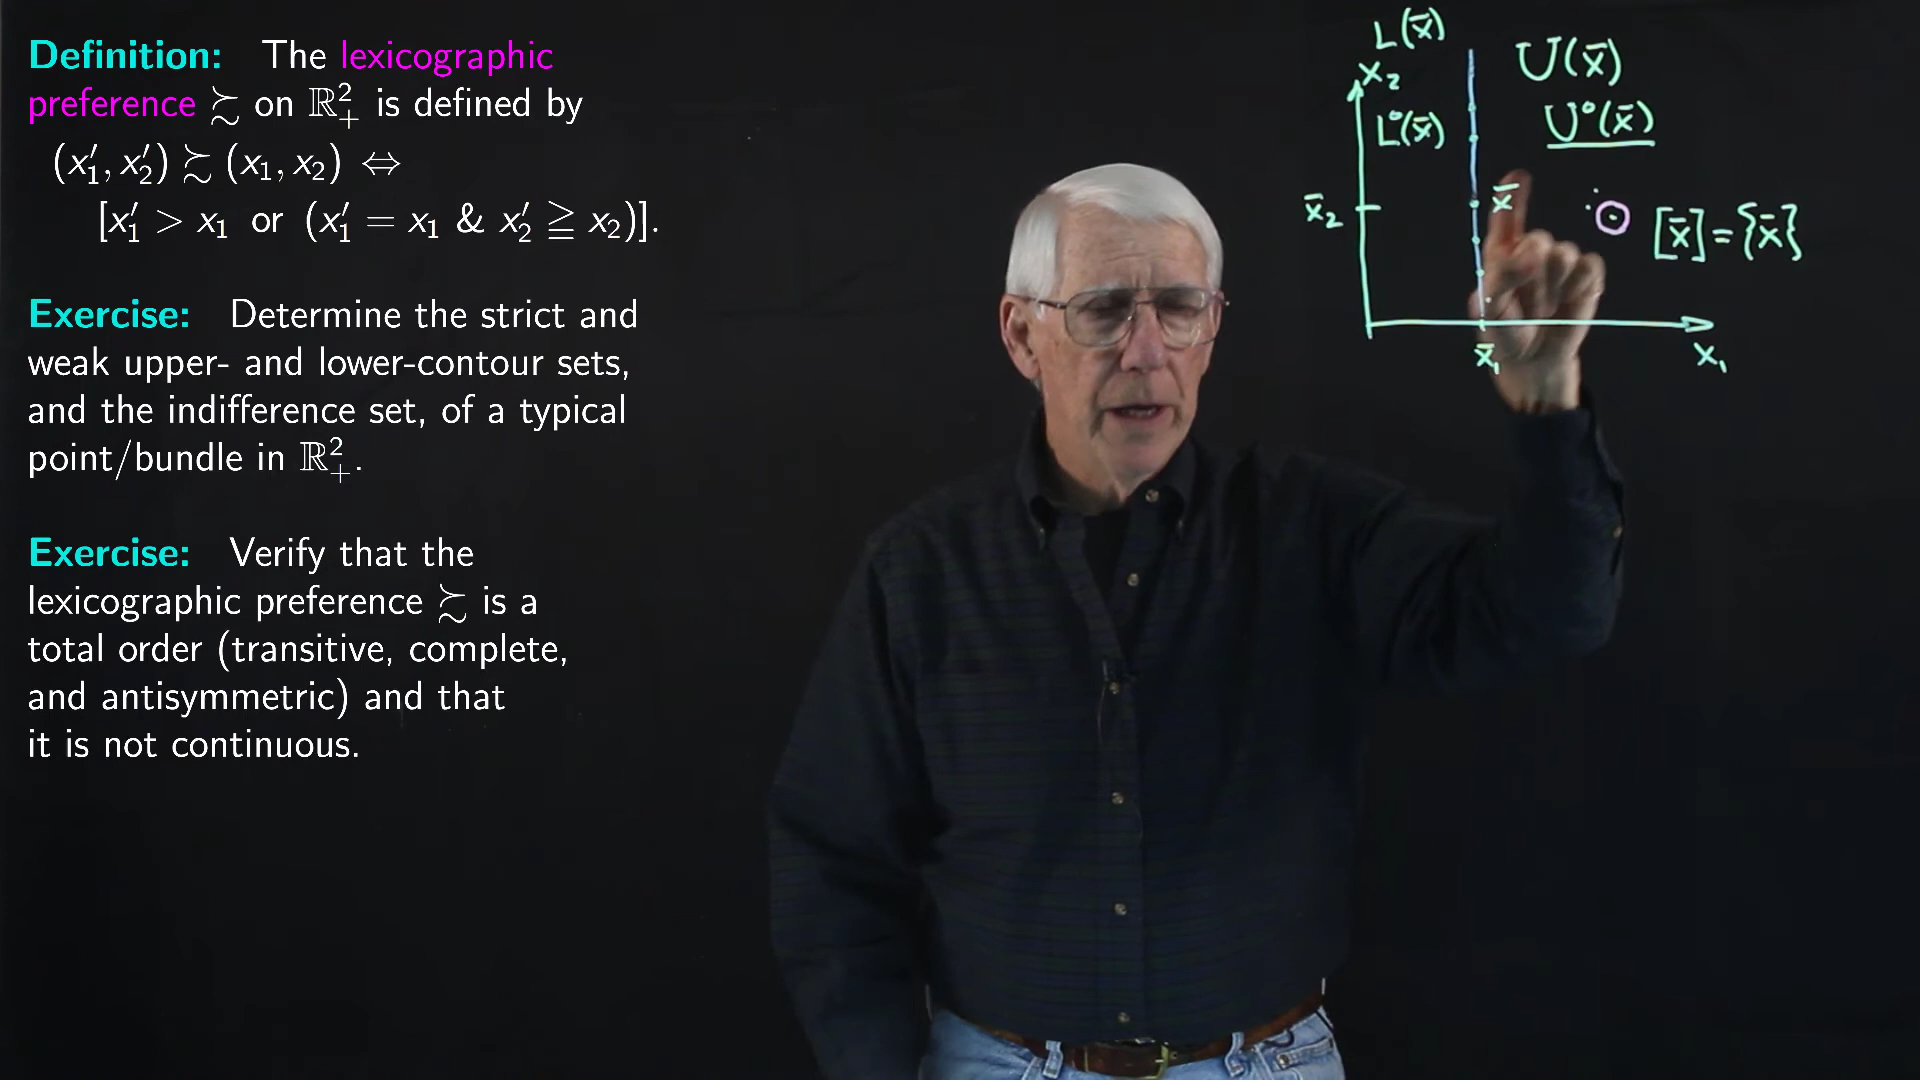 Definition: The lexicographic
preference ≿ on ℝ²₊ is defined by
(x′₁, x′₂) ≿ (x₁, x₂) ⇔
[x′₁ > x₁ or (x′₁ = x₁ & x′₂ ≧ x₂)].
Exercise: Determine the strict and
weak upper- and lower-contour sets,
and the indifference set, of a typical
point/bundle in ℝ²₊.
Exercise: Verify that the
lexicographic preference ≿ is a
total order (transitive, complete,
and antisymmetric) and that
it is not continuous.
L(x̄)
x₂
U(x̄)
L°(x̄)
U°(x̄)
x̄₂
x̄
[x̄] = {x̄}
x̄₁
x₁